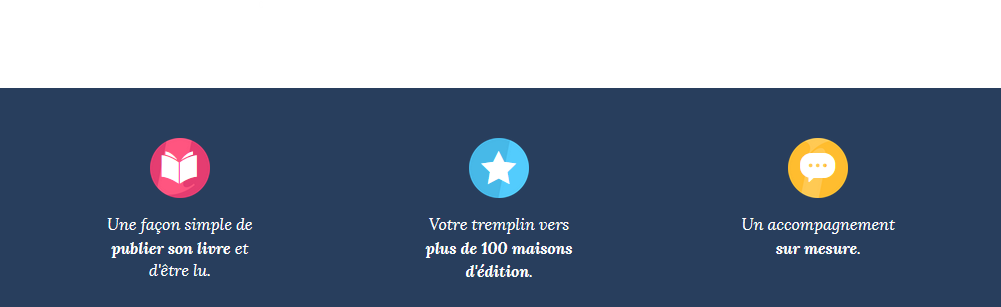 Une façon simple de
publier son livre et
d'être lu.
Votre tremplin vers
plus de 100 maisons
d'édition.
Un accompagnement
sur mesure.